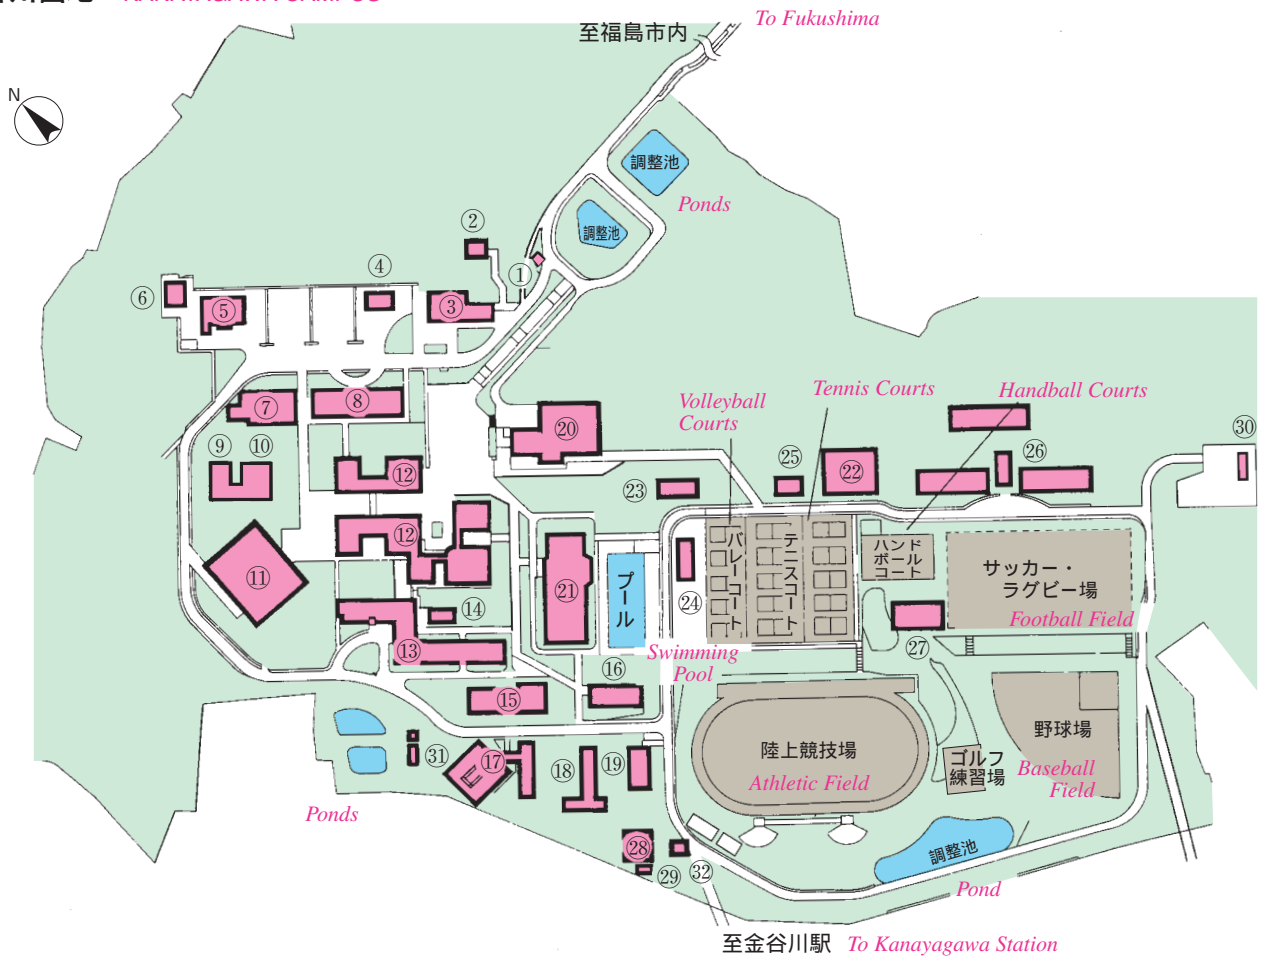 KANAYAGAWA CAMPUS
To Fukushima
至福島市内
N
調整池
Ponds
調整池
②
①
④
③
⑥
⑤
⑦
⑧
⑨
⑩
⑫
⑫
⑪
⑭
⑬
⑮
⑯
⑳
㉑
プール
Swimming
Pool
㉓
㉔
Volleyball
Courts
バレーコート
Tennis Courts
テニスコート
㉕
㉒
Handball Courts
ハンド
ボール
コート
㉖
㉚
サッカー・
ラグビー場
Football Field
㉗
陸上競技場
Athletic Field
ゴルフ
練習場
野球場
Baseball
Field
調整池
Pond
Ponds
㉛
⑰
⑱
⑲
㉘
㉙
㉜
至金谷川駅
To Kanayagawa Station